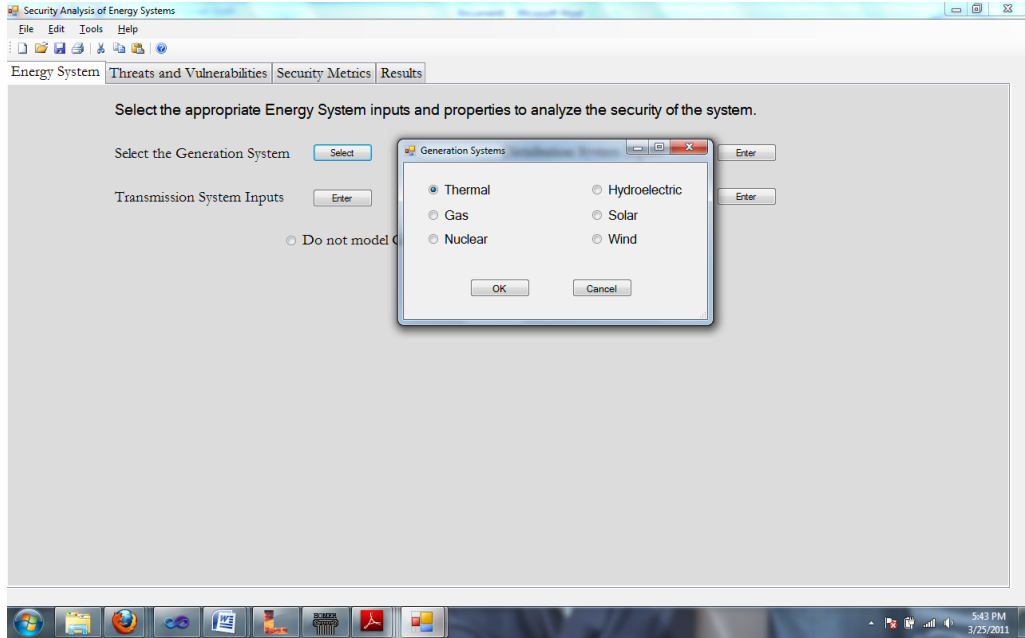 Security Analysis of Energy Systems
File Edit Tools Help
Energy System Threats and Vulnerabilities Security Metrics Results
Select the appropriate Energy System inputs and properties to analyze the security of the system.
Select the Generation System Select
Enter
Transmission System Inputs Enter
Enter
Do not model
Generation Systems
Thermal Hydroelectric
Gas Solar
Nuclear Wind
OK Cancel
5:43 PM
3/25/2011